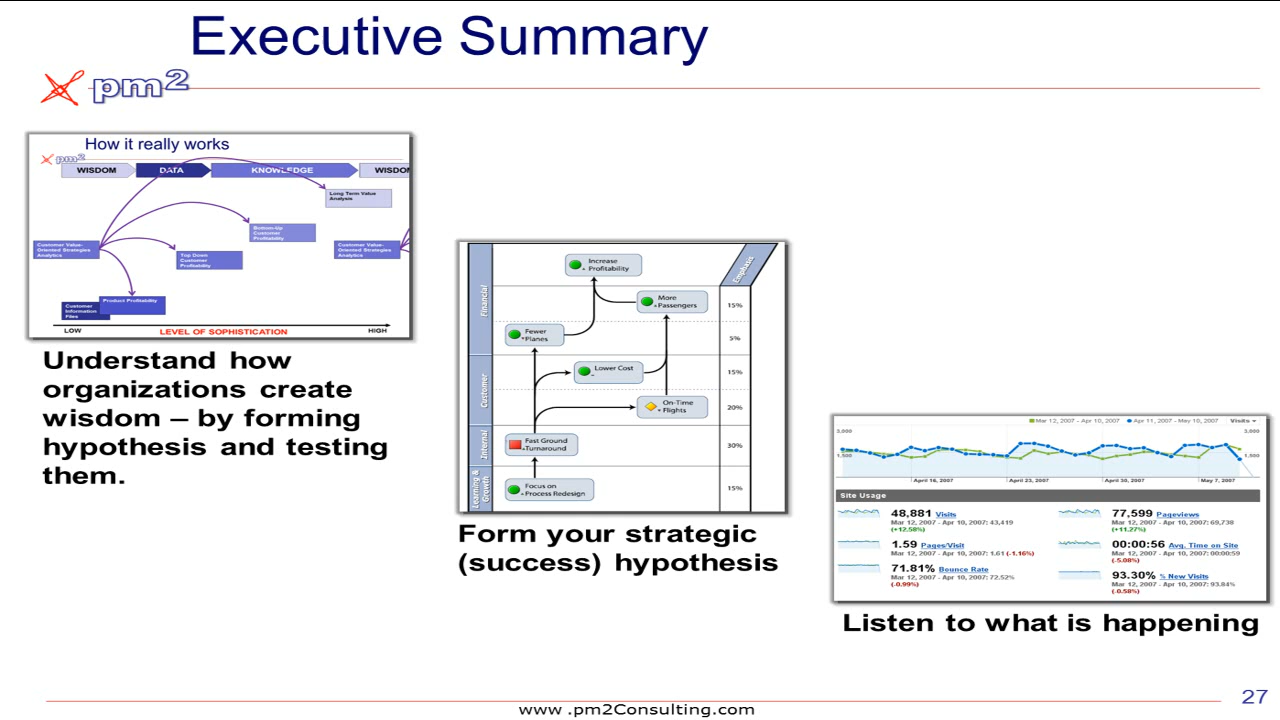 Executive Summary
pm2
How it really works
pm2
WISDOM
DATA
KNOWLEDGE
WISDOM
Long Term Value
Analysis
Bottom-Up
Customer
Profitability
Customer Value-
Oriented Strategies
Analytics
Top Down
Customer
Profitability
Customer Value-
Oriented Strategies
Analytics
Product Profitability
Customer
Information
Files
LOW
LEVEL OF SOPHISTICATION
HIGH
Understand how
organizations create
wisdom – by forming
hypothesis and testing
them.
Emphasis
Financial
Customer
Internal
Learning &
Growth
Increase
Profitability
More
Passengers
15%
Fewer
Planes
5%
Lower Cost
15%
On-Time
Flights
20%
Fast Ground
Turnaround
30%
Focus on
Process Redesign
15%
Form your strategic
(success) hypothesis
Mar 12, 2007 - Apr 10, 2007
Apr 11, 2007 - May 10, 2007
Visits
3,000
3,000
1,500
1,500
April 16, 2007
April 23, 2007
April 30, 2007
May 7, 2007
Site Usage
48,881 Visits
Mar 12, 2007 - Apr 10, 2007: 43,419
(+12.58%)
77,599 Pageviews
Mar 12, 2007 - Apr 10, 2007: 69,738
(+11.27%)
1.59 Pages/Visit
Mar 12, 2007 - Apr 10, 2007: 1.61 (-1.16%)
00:00:56 Avg. Time on Site
Mar 12, 2007 - Apr 10, 2007: 00:00:59
(-5.08%)
71.81% Bounce Rate
Mar 12, 2007 - Apr 10, 2007: 72.52%
(-0.99%)
93.30% % New Visits
Mar 12, 2007 - Apr 10, 2007: 93.84%
(-0.58%)
Listen to what is happening
www .pm2Consulting.com
27